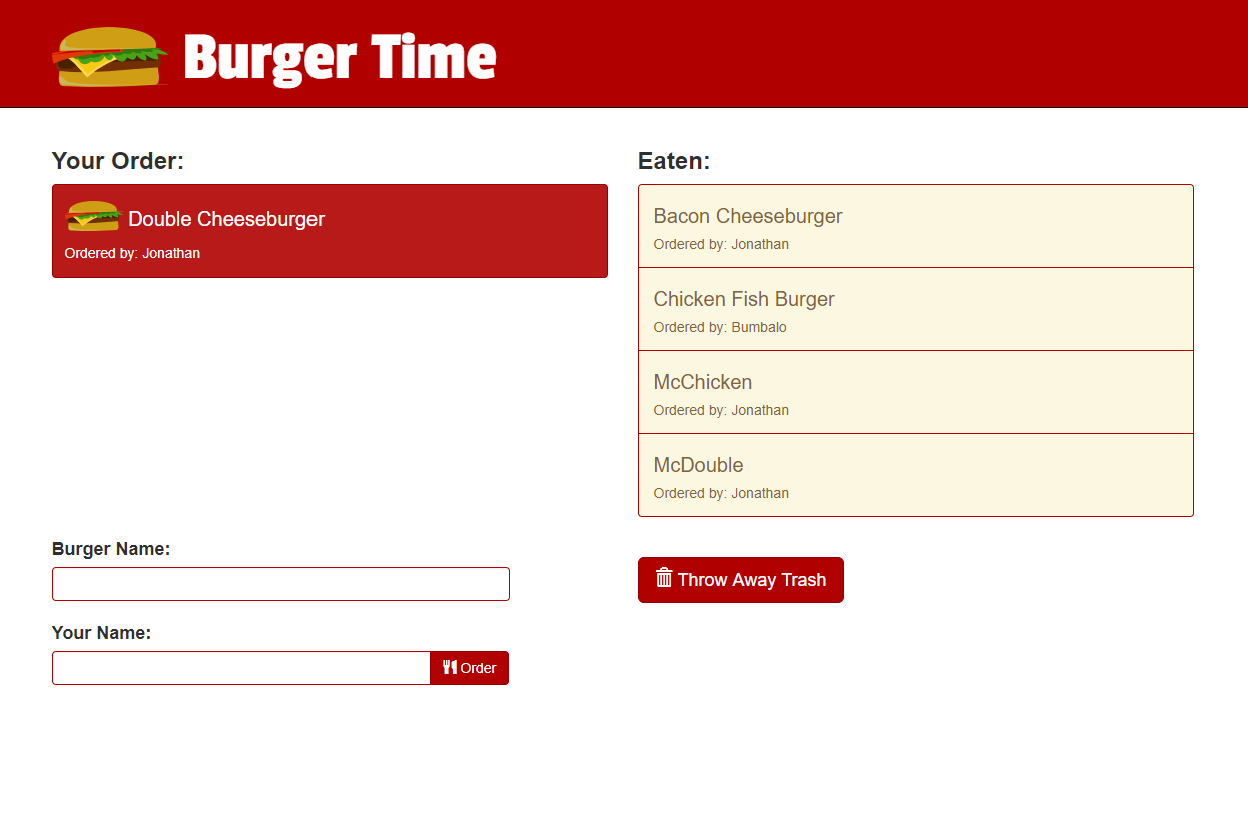 Burger Time
Your Order:
Double Cheeseburger
Ordered by: Jonathan
Eaten:
Bacon Cheeseburger
Ordered by: Jonathan
Chicken Fish Burger
Ordered by: Bumbalo
McChicken
Ordered by: Jonathan
McDouble
Ordered by: Jonathan
Burger Name:
Your Name:
Order
Throw Away Trash